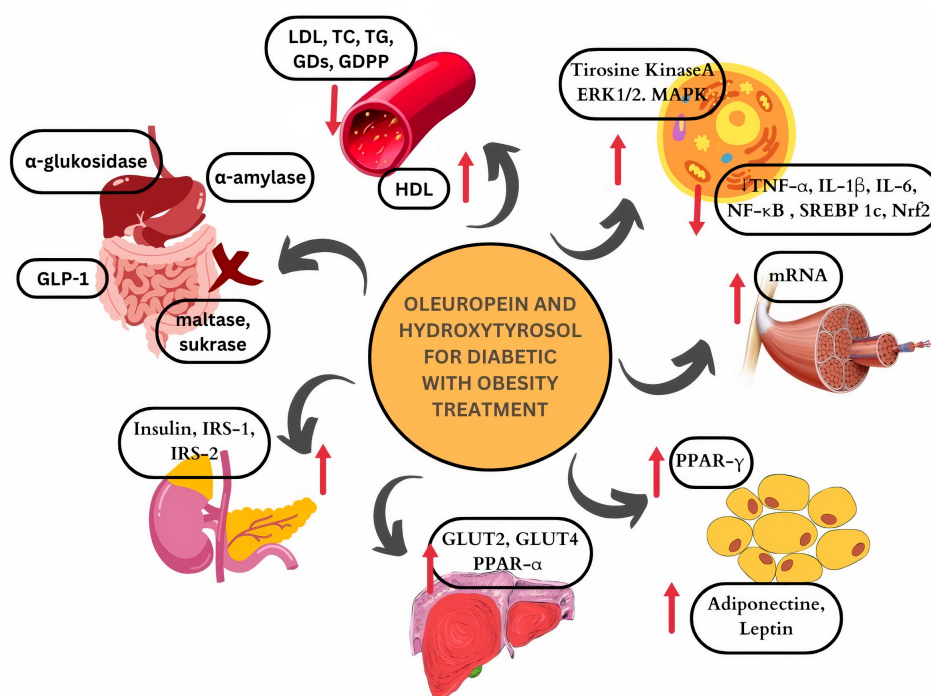 LDL, TC, TG,
GDs, GDPP
HDL
Tirosine KinaseA
ERK1/2. MAPK
↓TNF-α, IL-1β, IL-6,
NF-κB , SREBP 1c, Nrf2
α-glukosidase
α-amylase
GLP-1
maltase,
sukrase
mRNA
OLEUROPEIN AND
HYDROXYTYROSOL
FOR DIABETIC
WITH OBESITY
TREATMENT
Insulin, IRS-1,
IRS-2
PPAR-γ
GLUT2, GLUT4
PPAR-α
Adiponectine,
Leptin